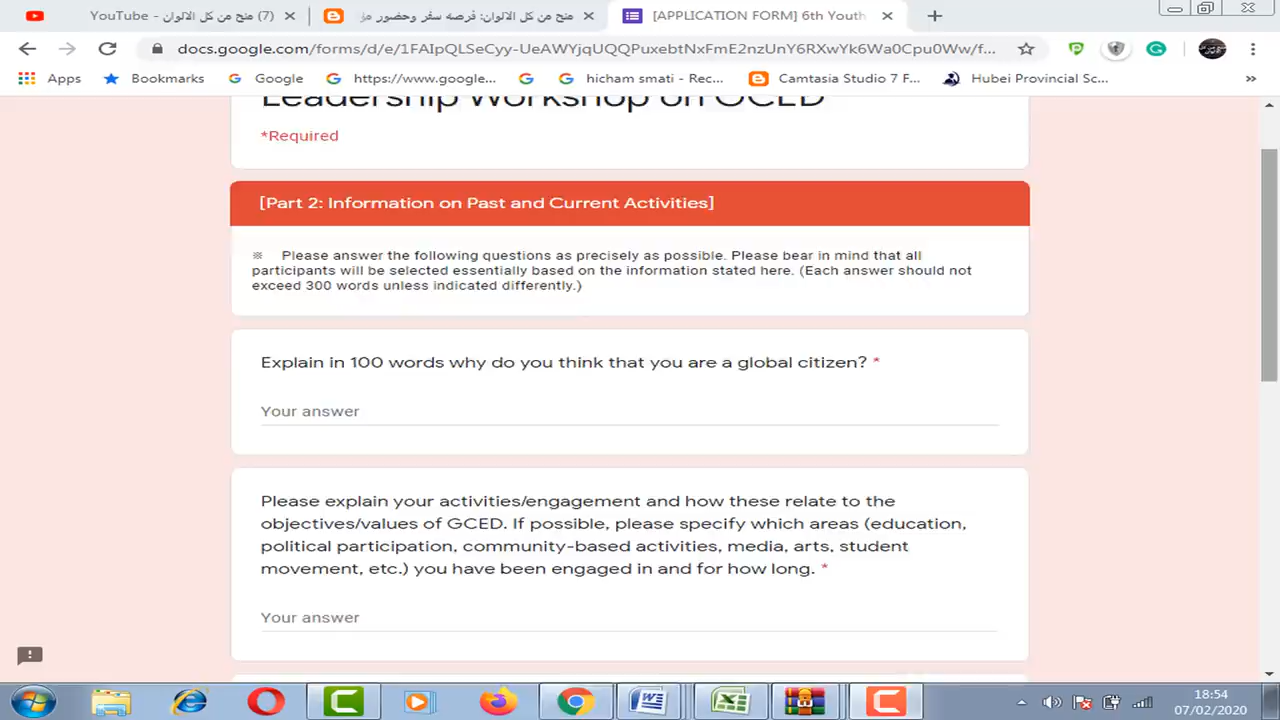 YouTube - منح من كل الالوان (7)
منح من كل الالوان: فرصه سفر وحضور
[APPLICATION FORM] 6th Youth
docs.google.com/forms/d/e/1FAIpQLSeCyy-UeAWYjqUQQPuxebtNxFmE2nzUnY6RXwYk6Wa0Cpu0Ww/f...
Apps
Bookmarks
Google
https://www.google...
hicham smati - Rec...
Camtasia Studio 7 F...
Hubei Provincial Sc...
»
Leadership Workshop on GCED
*Required
[Part 2: Information on Past and Current Activities]
※ Please answer the following questions as precisely as possible. Please bear in mind that all
participants will be selected essentially based on the information stated here. (Each answer should not
exceed 300 words unless indicated differently.)
Explain in 100 words why do you think that you are a global citizen? *
Your answer
Please explain your activities/engagement and how these relate to the
objectives/values of GCED. If possible, please specify which areas (education,
political participation, community-based activities, media, arts, student
movement, etc.) you have been engaged in and for how long. *
Your answer
18:54
07/02/2020